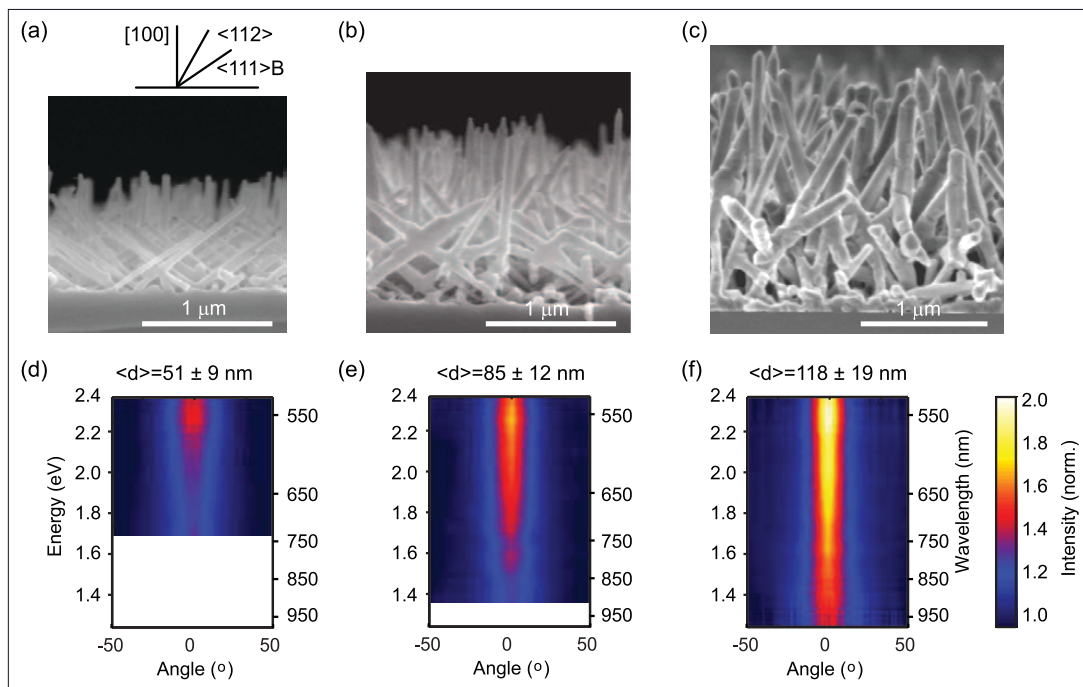 (a)
[100]
<112>
<111>B
1 μm
(b)
1 μm
(c)
1 μm
(d)
<d>=51 ± 9 nm
2.4
2.2
2.0
1.8
1.6
1.4
Energy (eV)
550
650
750
850
950
-50
0
50
Angle (º)
(e)
<d>=85 ± 12 nm
2.4
2.2
2.0
1.8
1.6
1.4
550
650
750
850
950
-50
0
50
Angle (º)
(f)
<d>=118 ± 19 nm
2.4
2.2
2.0
1.8
1.6
1.4
550
650
750
850
950
Wavelength (nm)
-50
0
50
Angle (º)
2.0
1.8
1.6
1.4
1.2
1.0
Intensity (norm.)